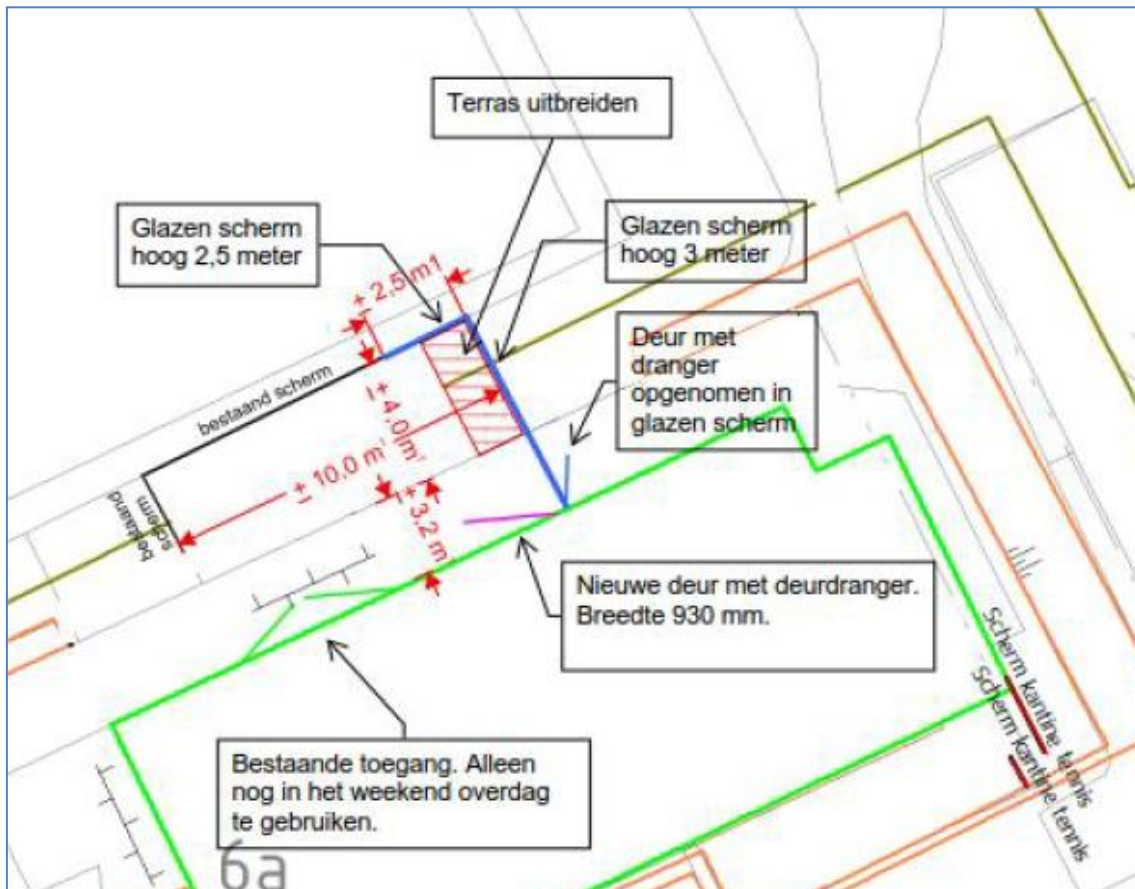 Terras uitbreiden
Glazen scherm
hoog 2,5 meter
Glazen scherm
hoog 3 meter
+ 2,5 m1
Deur met
dranger
opgenomen in
glazen scherm
bestaand scherm
bestaand
scherm
± 10,0 m'
+4,0 m'
+3,2 m
Nieuwe deur met deurdranger.
Breedte 930 mm.
Bestaande toegang. Alleen
nog in het weekend overdag
te gebruiken.
Scherm kantine tennis
Scherm kantine tennis
6a